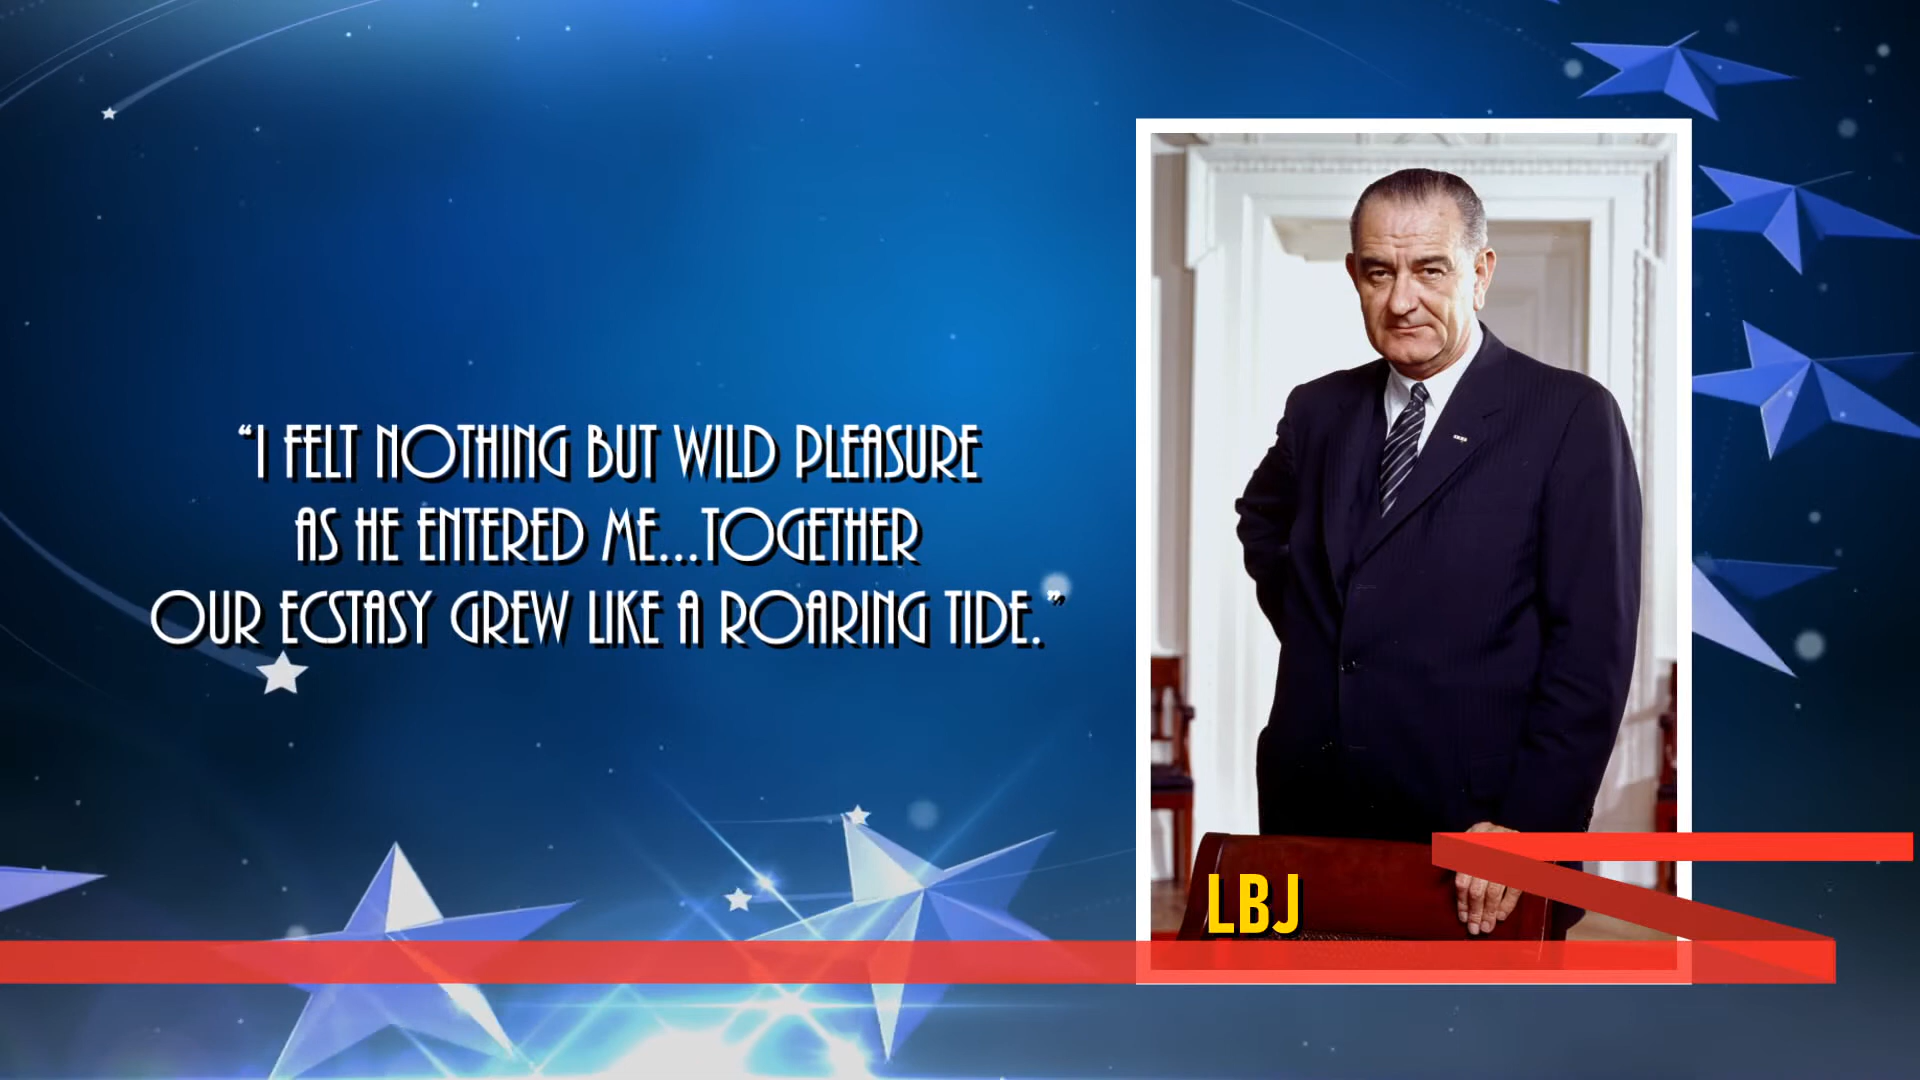 “I FELT NOTHING BUT WILD PLEASURE
AS HE ENTERED ME...TOGETHER
OUR ECSTASY GREW LIKE A ROARING TIDE.”
LBJ